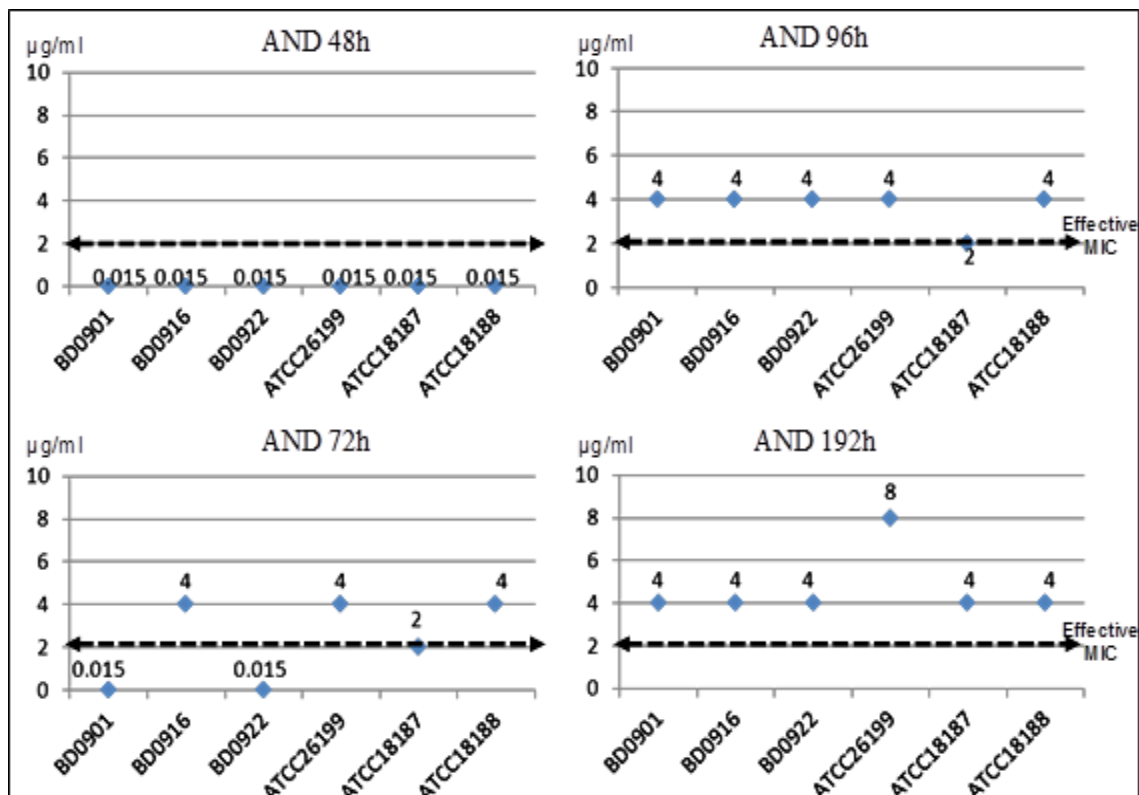 AND 48h
µg/ml
10
8
6
4
2
0
0.015 0.015 0.015 0.015 0.015 0.015
BD0901 BD0916 BD0922 ATCC26199 ATCC18187 ATCC18188
AND 96h
µg/ml
10
8
6
4
2
0
4 4 4 4 2 4
Effective
MIC
BD0901 BD0916 BD0922 ATCC26199 ATCC18187 ATCC18188
AND 72h
µg/ml
10
8
6
4
2
0
0.015 4 0.015 4 2 4
BD0901 BD0916 BD0922 ATCC26199 ATCC18187 ATCC18188
AND 192h
µg/ml
10
8
6
4
2
0
4 4 4 8 4 4
Effective
MIC
BD0901 BD0916 BD0922 ATCC26199 ATCC18187 ATCC18188